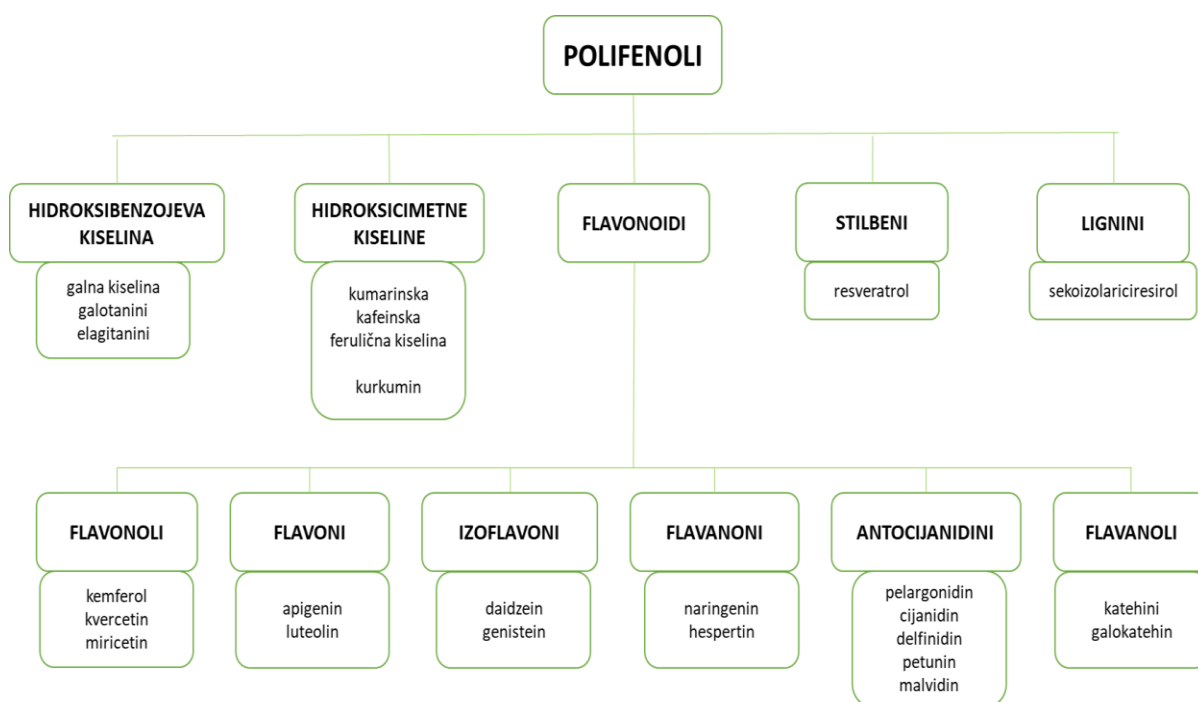 POLIFENOLI
HIDROKSIBENZOJEVA
KISELINA
galna kiselina
galotanini
elagitanini
HIDROKSICIMETNE
KISELINE
kumarinska
kafeinska
ferulična kiselina
kurkumin
FLAVONOIDI
STILBENI
resveratrol
LIGNINI
sekoizolariciresirol
FLAVONOLI
kemferol
kvercetin
miricetin
FLAVONI
apigenin
luteolin
IZOFLAVONI
daidzein
genistein
FLAVANONI
naringenin
hespertin
ANTOCIJANIDINI
pelargonidin
cijanidin
delfinidin
petunin
malvidin
FLAVANOLI
katehini
galokatehin